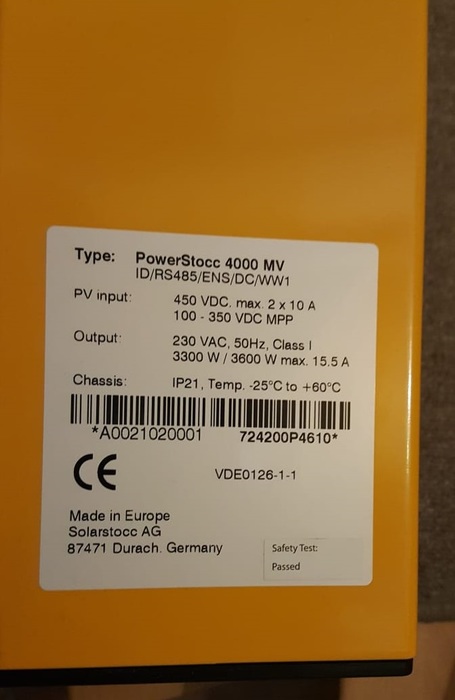 Type: PowerStocc 4000 MV
ID/RS485/ENS/DC/WW1
PV input: 450 VDC. max. 2 x 10 A
100 - 350 VDC MPP
Output: 230 VAC, 50Hz, Class I
3300 W / 3600 W max. 15.5 A
Chassis: IP21, Temp. -25°C to +60°C
*A0021020001 724200P4610*
CE VDE0126-1-1
Made in Europe
Solarstocc AG
87471 Durach. Germany
Safety Test:
Passed